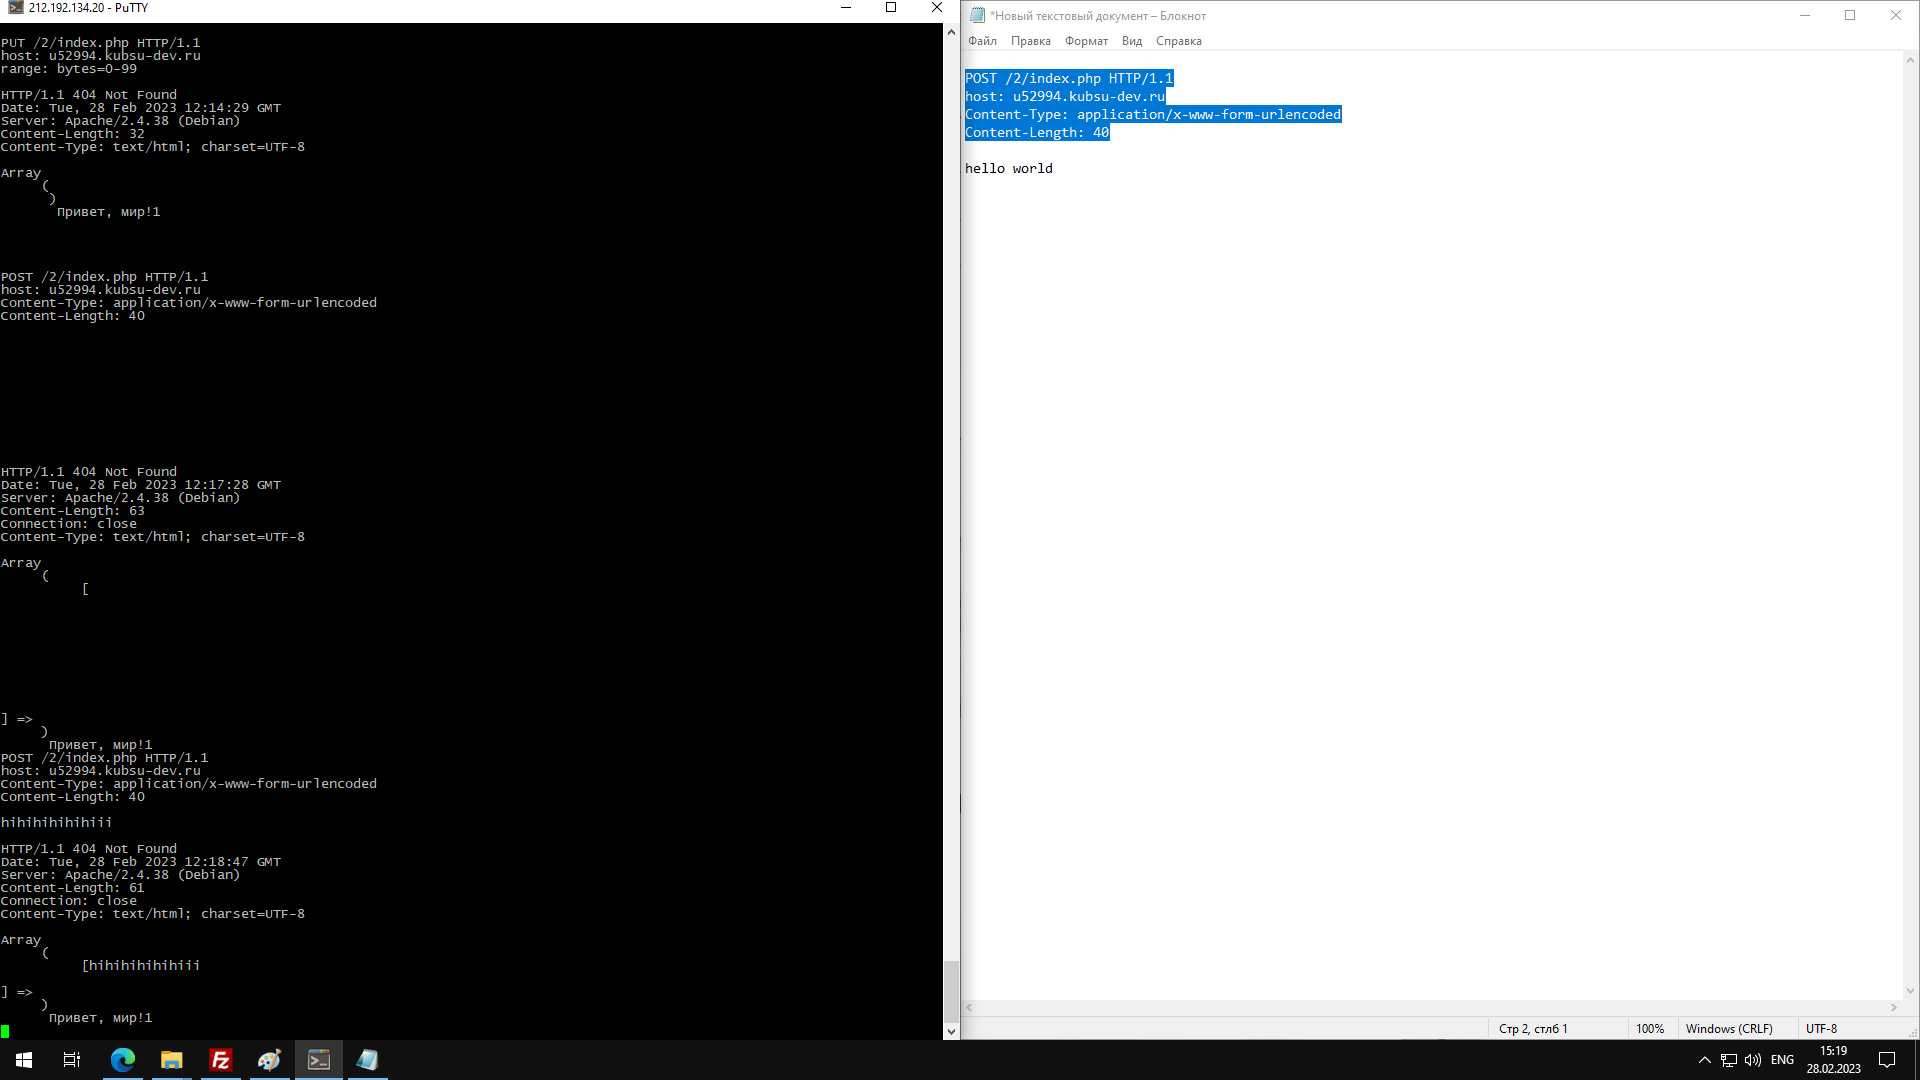 212.192.134.20 - PuTTY
PUT /2/index.php HTTP/1.1
host: u52994.kubsu-dev.ru
range: bytes=0-99
HTTP/1.1 404 Not Found
Date: Tue, 28 Feb 2023 12:14:29 GMT
Server: Apache/2.4.38 (Debian)
Content-Length: 32
Content-Type: text/html; charset=UTF-8
Array
(
)
Привет, мир!1
POST /2/index.php HTTP/1.1
host: u52994.kubsu-dev.ru
Content-Type: application/x-www-form-urlencoded
Content-Length: 40
HTTP/1.1 404 Not Found
Date: Tue, 28 Feb 2023 12:17:28 GMT
Server: Apache/2.4.38 (Debian)
Content-Length: 63
Connection: close
Content-Type: text/html; charset=UTF-8
Array
(
[
] =>
)
Привет, мир!1
POST /2/index.php HTTP/1.1
host: u52994.kubsu-dev.ru
Content-Type: application/x-www-form-urlencoded
Content-Length: 40
hihihihihihiii
HTTP/1.1 404 Not Found
Date: Tue, 28 Feb 2023 12:18:47 GMT
Server: Apache/2.4.38 (Debian)
Content-Length: 61
Connection: close
Content-Type: text/html; charset=UTF-8
Array
(
[hihihihihihiii
] =>
)
Привет, мир!1
*Новый текстовый документ – Блокнот
Файл Правка Формат Вид Справка
POST /2/index.php HTTP/1.1
host: u52994.kubsu-dev.ru
Content-Type: application/x-www-form-urlencoded
Content-Length: 40
hello world
Стр 2, стлб 1 100% Windows (CRLF) UTF-8
Fz
ENG 15:19
28.02.2023